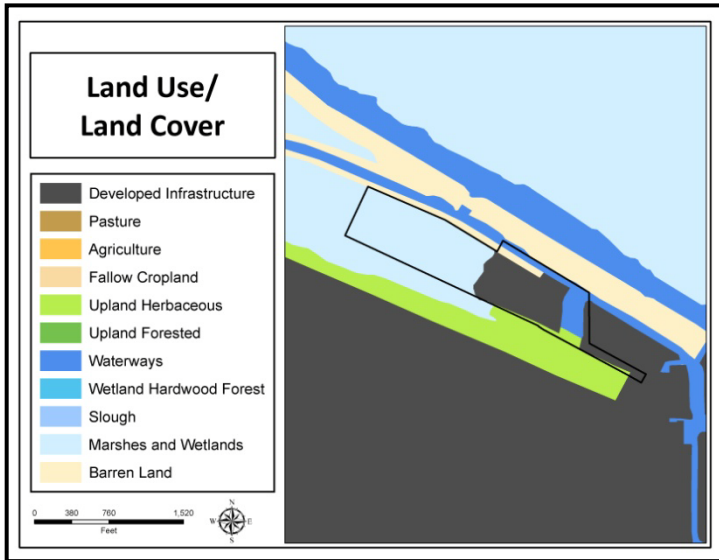 Land Use/
Land Cover
Developed Infrastructure
Pasture
Agriculture
Fallow Cropland
Upland Herbaceous
Upland Forested
Waterways
Wetland Hardwood Forest
Slough
Marshes and Wetlands
Barren Land
0 380 760 1,520
Feet
N
W E
S